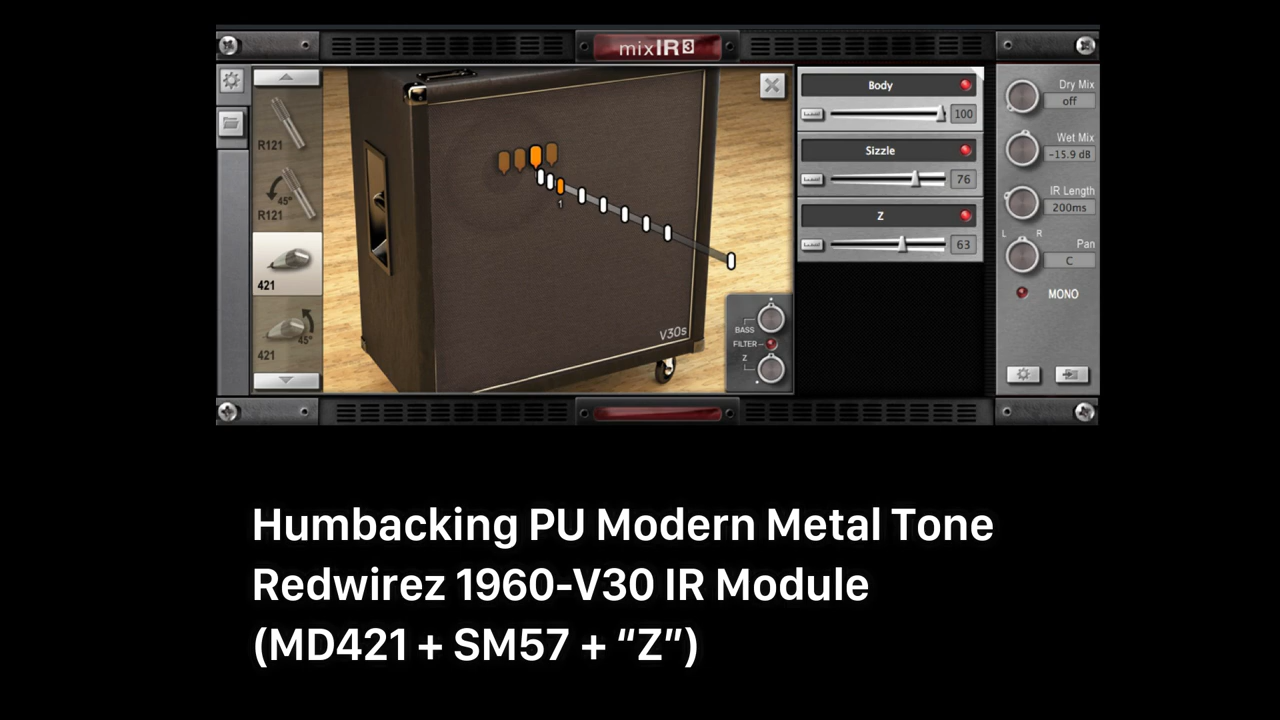 mixIR3
R121
45°
R121
421
45°
421
1
V30s
BASS
FILTER
Z
Body
100
Sizzle
76
Z
63
Dry Mix
off
Wet Mix
-15.9 dB
IR Length
200ms
L R
Pan
C
MONO
Humbacking PU Modern Metal Tone
Redwirez 1960-V30 IR Module
(MD421 + SM57 + “Z”)